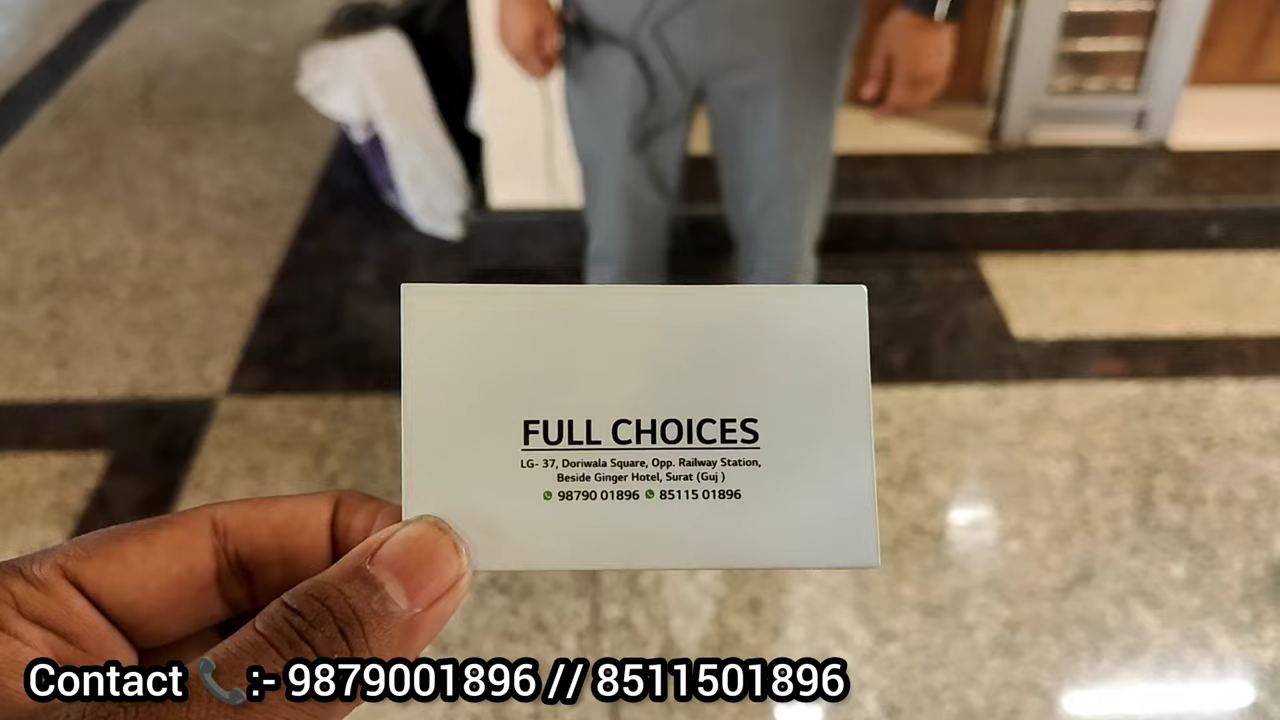 FULL CHOICES
LG- 37, Doriwala Square, Opp. Railway Station,
Beside Ginger Hotel, Surat (Guj )
98790 01896 85115 01896
Contact 📞:- 9879001896 // 8511501896